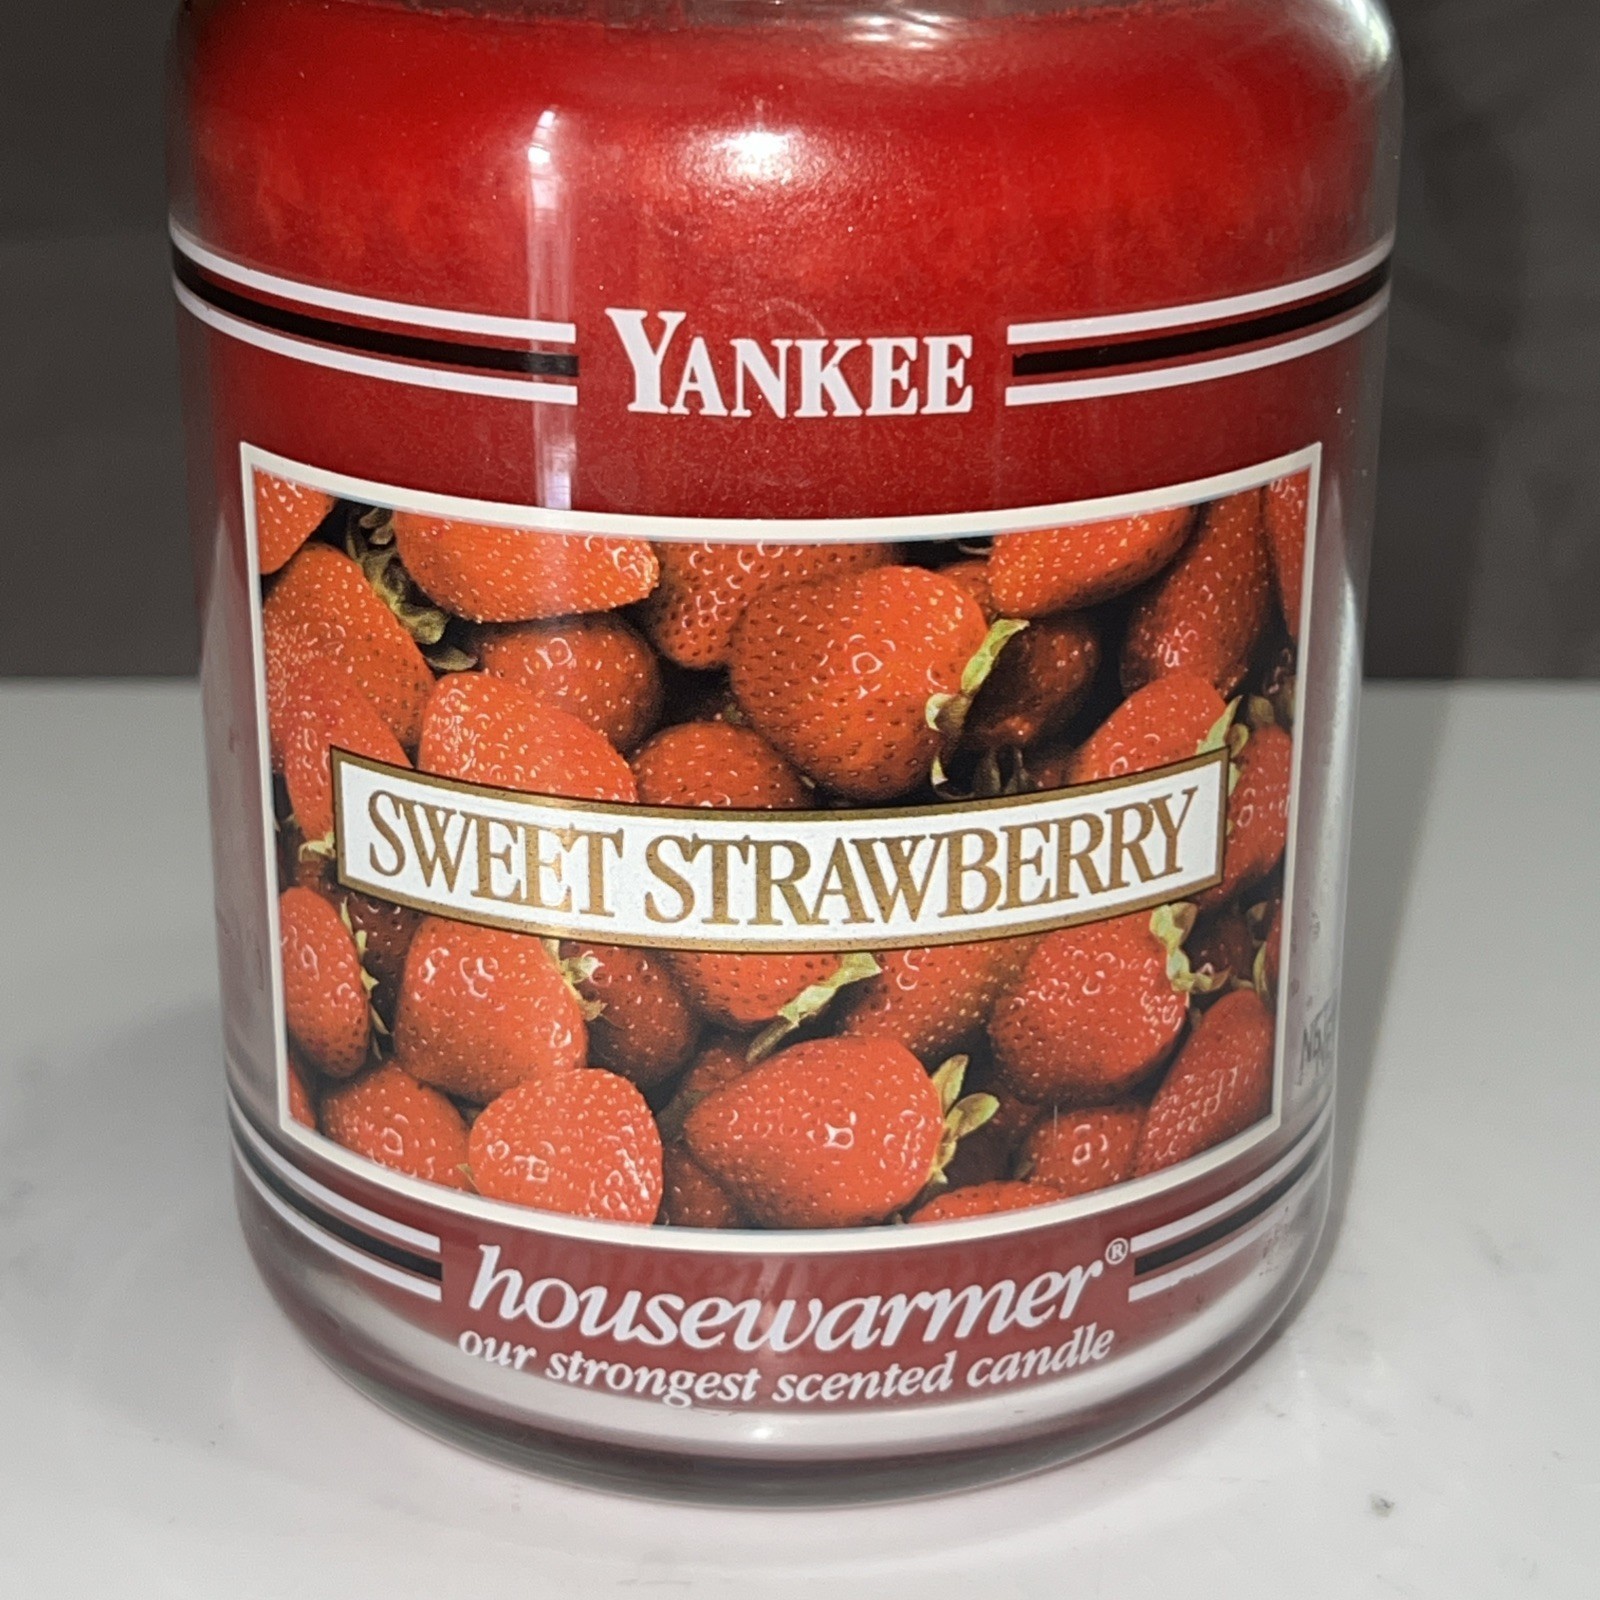 YANKEE
SWEET STRAWBERRY
housewarmer®
our strongest scented candle